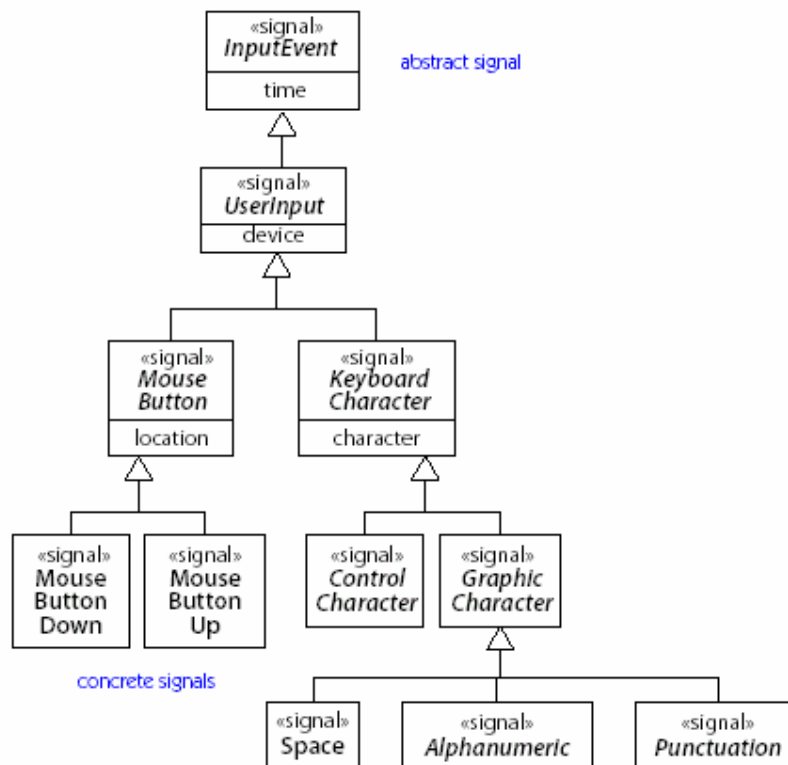 «signal»
InputEvent
abstract signal
time
«signal»
UserInput
device
«signal»
Mouse
Button
location
«signal»
Keyboard
Character
character
«signal»
Mouse
Button
Down
«signal»
Mouse
Button
Up
«signal»
Control
Character
«signal»
Graphic
Character
concrete signals
«signal»
Space
«signal»
Alphanumeric
«signal»
Punctuation